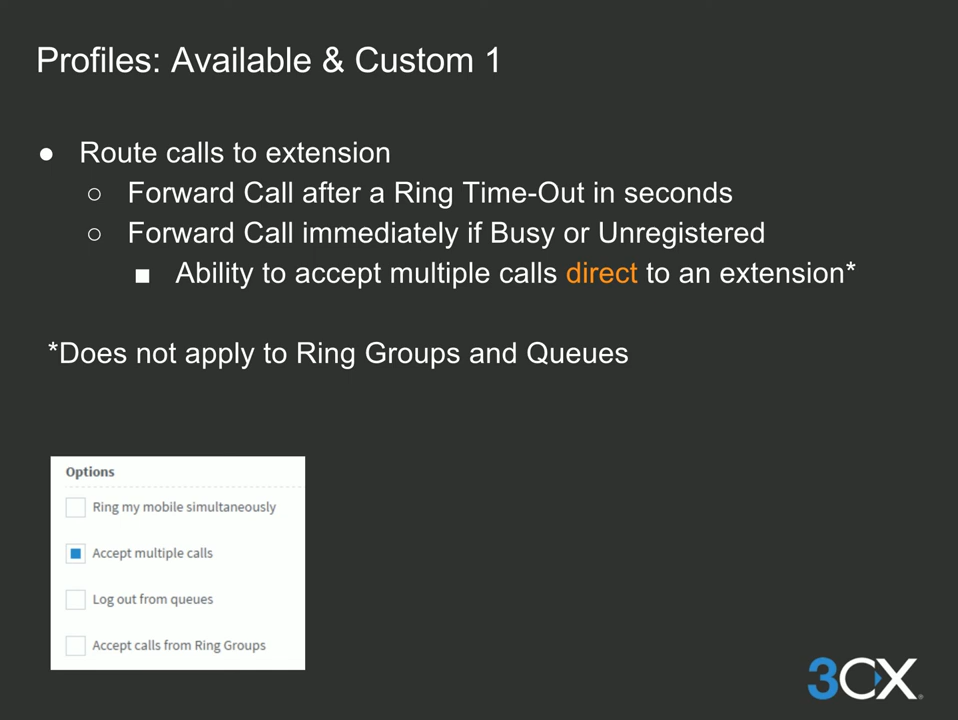 Profiles: Available & Custom 1
● Route calls to extension
○ Forward Call after a Ring Time-Out in seconds
○ Forward Call immediately if Busy or Unregistered
■ Ability to accept multiple calls direct to an extension*
*Does not apply to Ring Groups and Queues
Options
Ring my mobile simultaneously
Accept multiple calls
Log out from queues
Accept calls from Ring Groups
3CX®